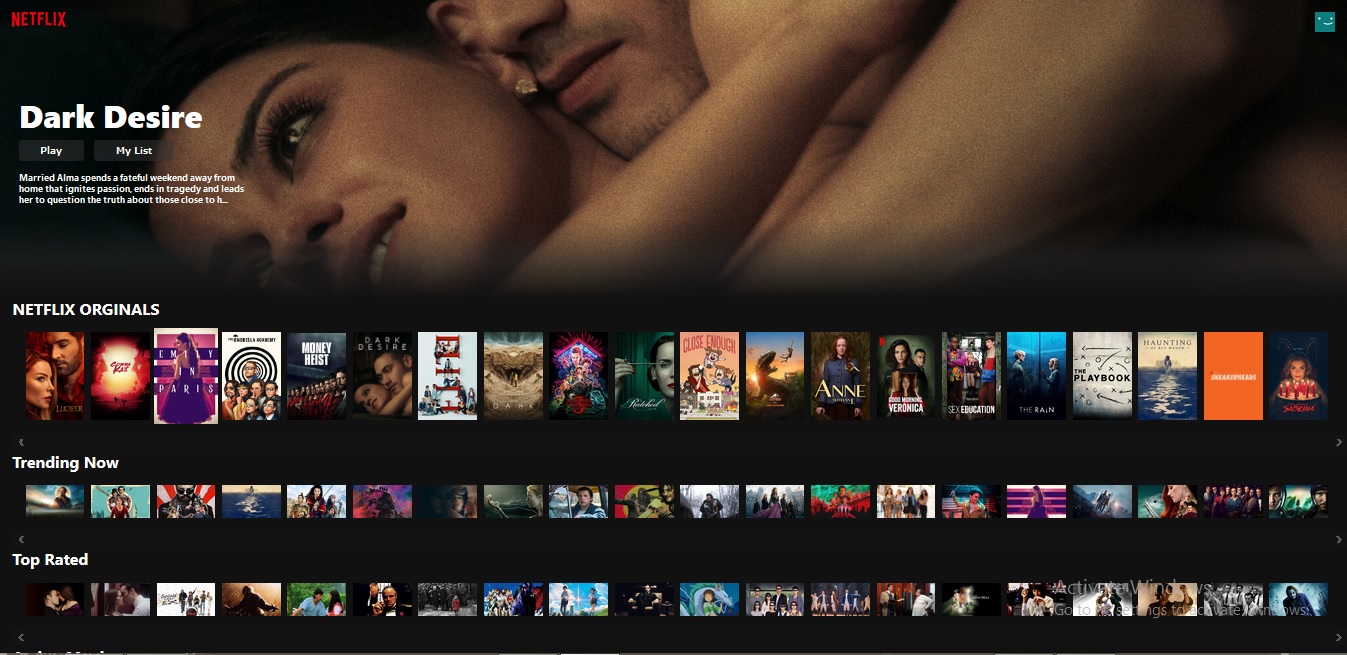 NETFLIX
Dark Desire
Play
My List
Married Alma spends a fateful weekend away from
home that ignites passion, ends in tragedy and leads
her to question the truth about those close to h...
NETFLIX ORGINALS
LUCIFER
COBRA KAI
EMILY
IN
PARIS
THE UMBRELLA ACADEMY
MONEY
HEIST
DARK
DESIRE
DARK
Ratched
CLOSE ENOUGH
ANNE
GOOD MORNING
VERÓNICA
SEX EDUCATION
THE RAIN
THE
PLAYBOOK
THE
HAUNTING
OF BLY MANOR
SNEAKERHEADS
SABRINA
Trending Now
Top Rated
Activate Windows
Go to PC settings to activate Windows.